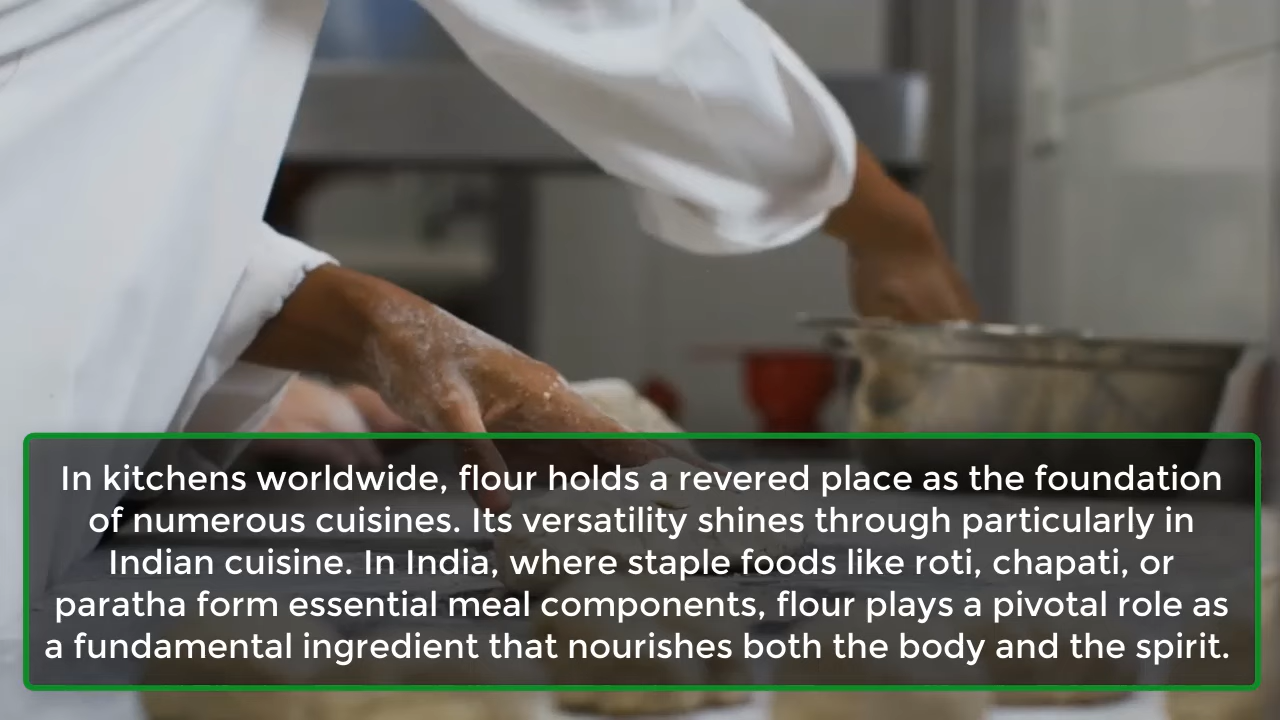 In kitchens worldwide, flour holds a revered place as the foundation
of numerous cuisines. Its versatility shines through particularly in
Indian cuisine. In India, where staple foods like roti, chapati, or
paratha form essential meal components, flour plays a pivotal role as
a fundamental ingredient that nourishes both the body and the spirit.